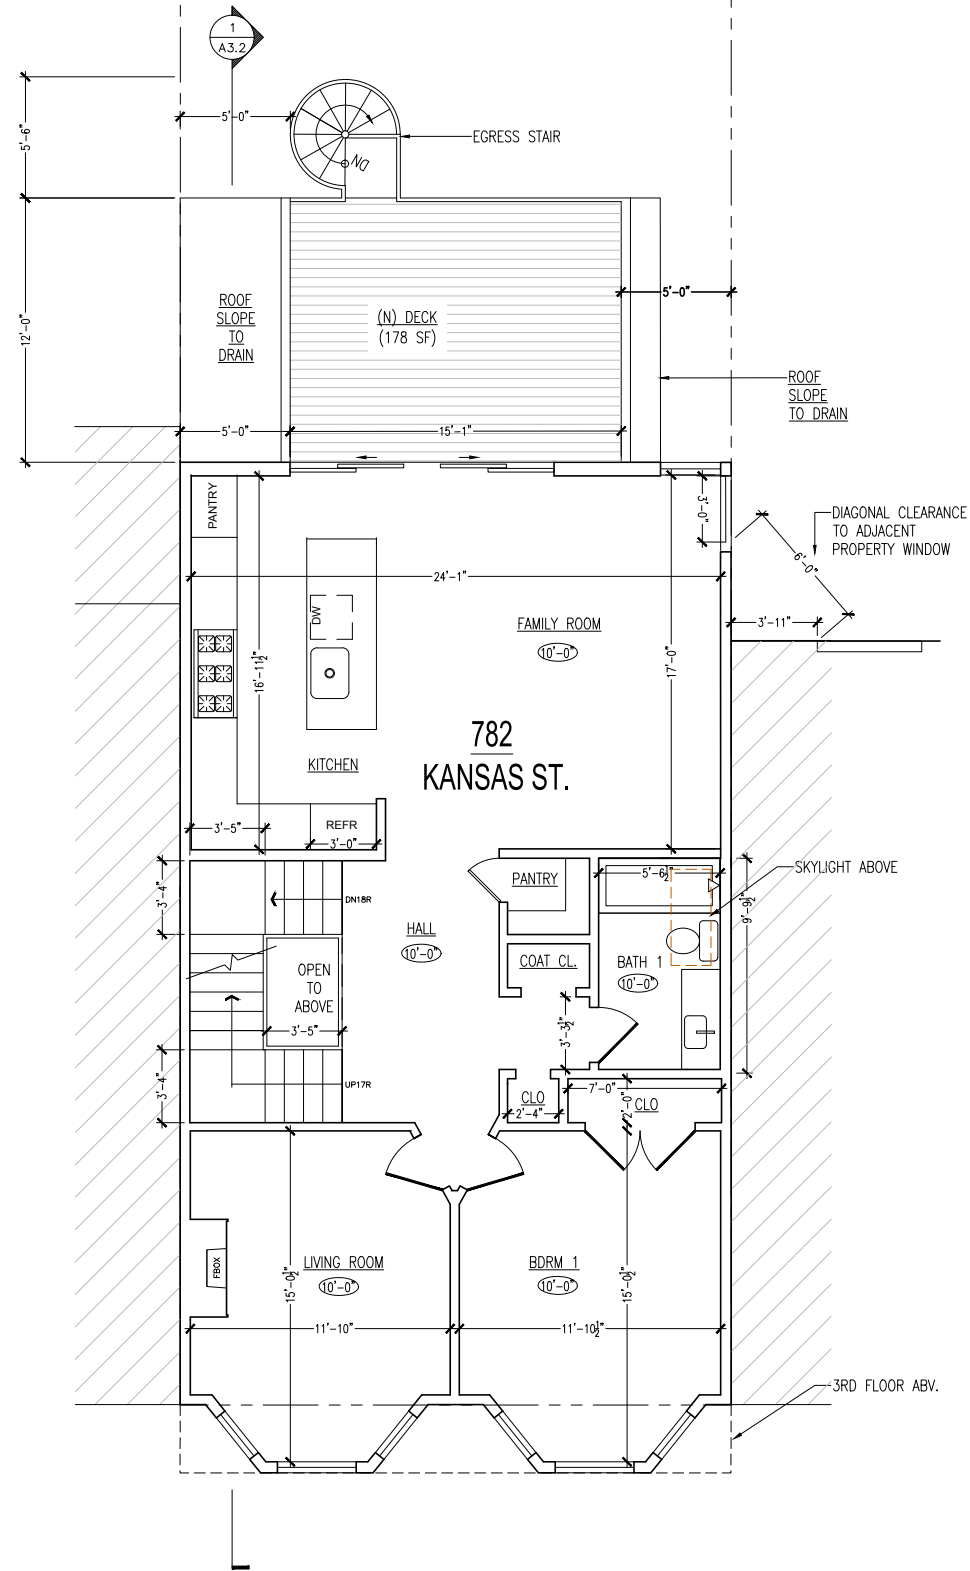 1
A3.2
5'-0"
5'-6"
EGRESS STAIR
DN
12'-0"
ROOF
SLOPE
TO
DRAIN
(N) DECK
(178 SF)
5'-0"
ROOF
SLOPE
TO DRAIN
5'-0"
15'-1"
PANTRY
3'-0"
DIAGONAL CLEARANCE
TO ADJACENT
PROPERTY WINDOW
6'-0"
24'-1"
DW
FAMILY ROOM
10'-0"
3'-11"
16'-11½"
17'-0"
782
KANSAS ST.
KITCHEN
REFR
3'-5"
3'-0"
SKYLIGHT ABOVE
PANTRY
5'-6½"
3'-4"
DN18R
9'-9½"
HALL
10'-0"
COAT CL.
BATH 1
10'-0"
OPEN
TO
ABOVE
3'-5"
3'-3½"
3'-4"
UP17R
CLO
2'-4"
7'-0"
2'-0"
CLO
LIVING ROOM
10'-0"
BDRM 1
10'-0"
FBOX
15'-0½"
15'-0½"
11'-10"
11'-10½"
3RD FLOOR ABV.